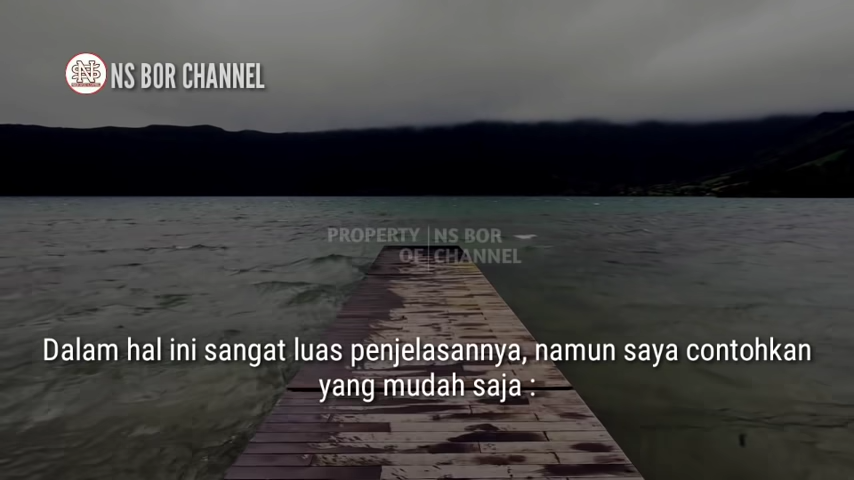 NS BOR CHANNEL
PROPERTY OF
NS BOR CHANNEL
Dalam hal ini sangat luas penjelasannya, namun saya contohkan
yang mudah saja :